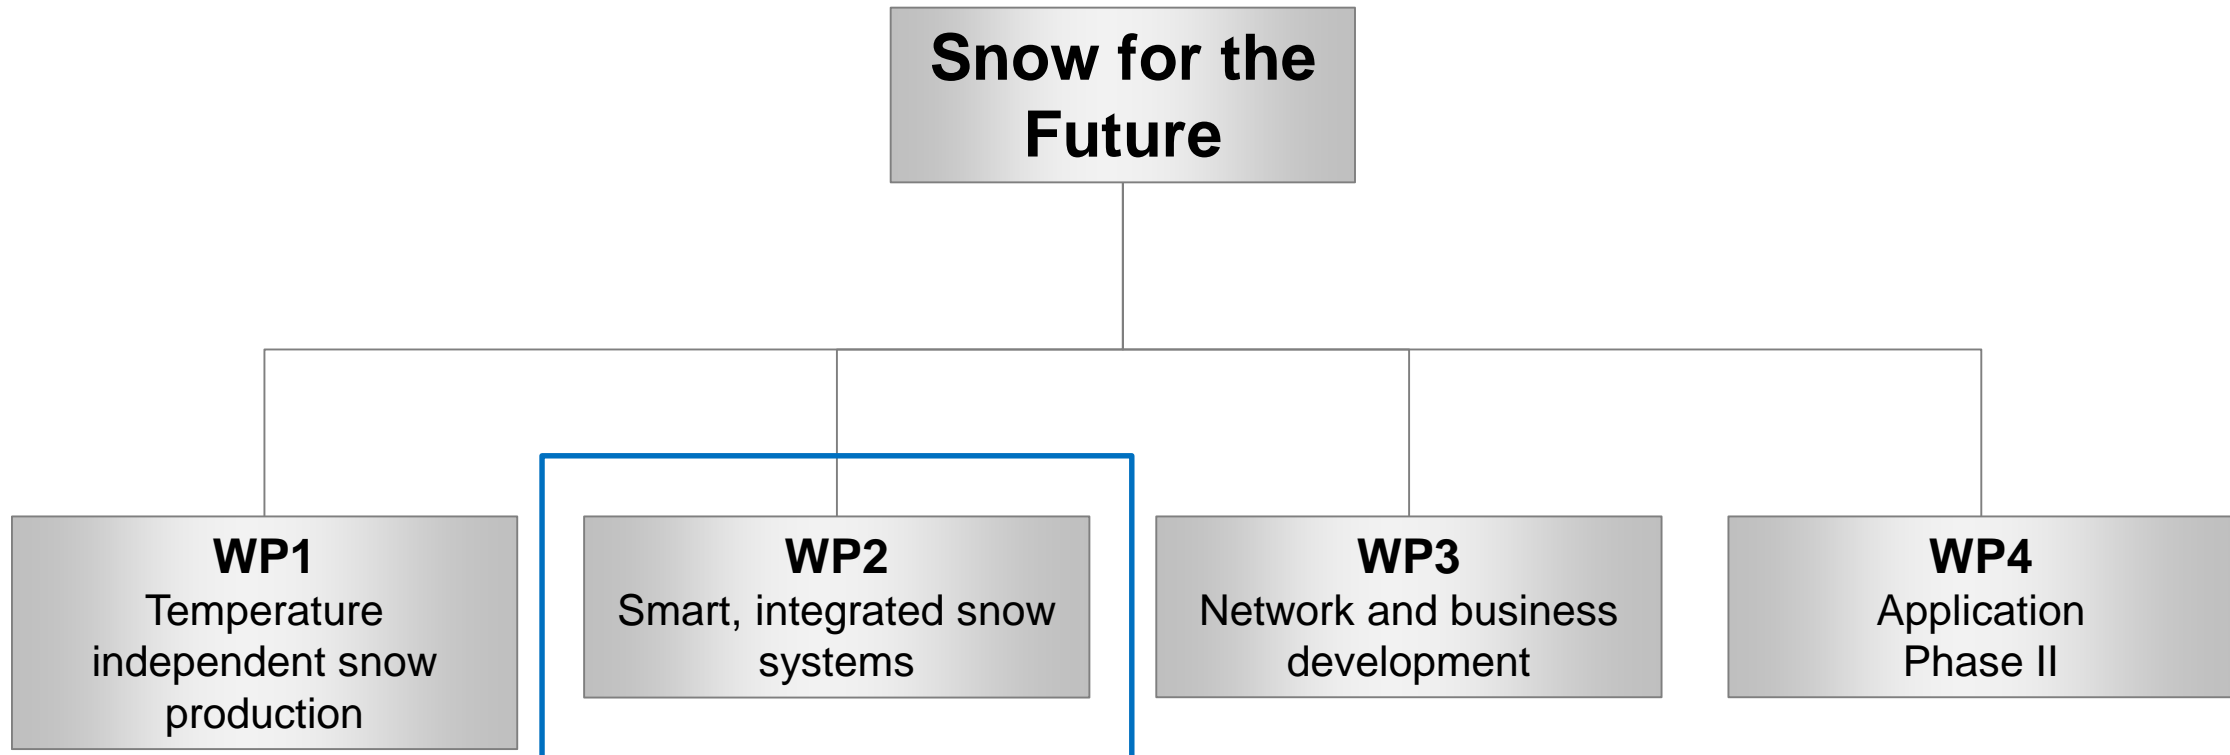 Snow for the
Future
WP1
Temperature
independent snow
production
WP2
Smart, integrated snow
systems
WP3
Network and business
development
WP4
Application
Phase II